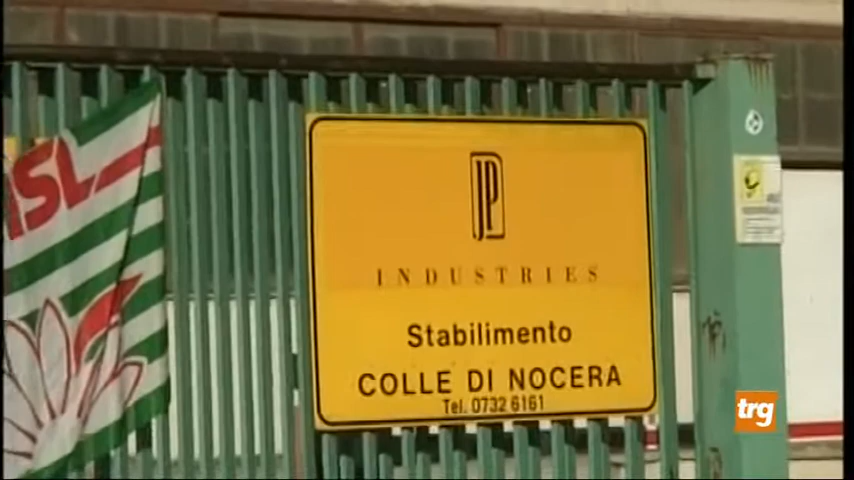 JP
INDUSTRIES
Stabilimento
COLLE DI NOCERA
Tel. 0732 6161
isl
trg